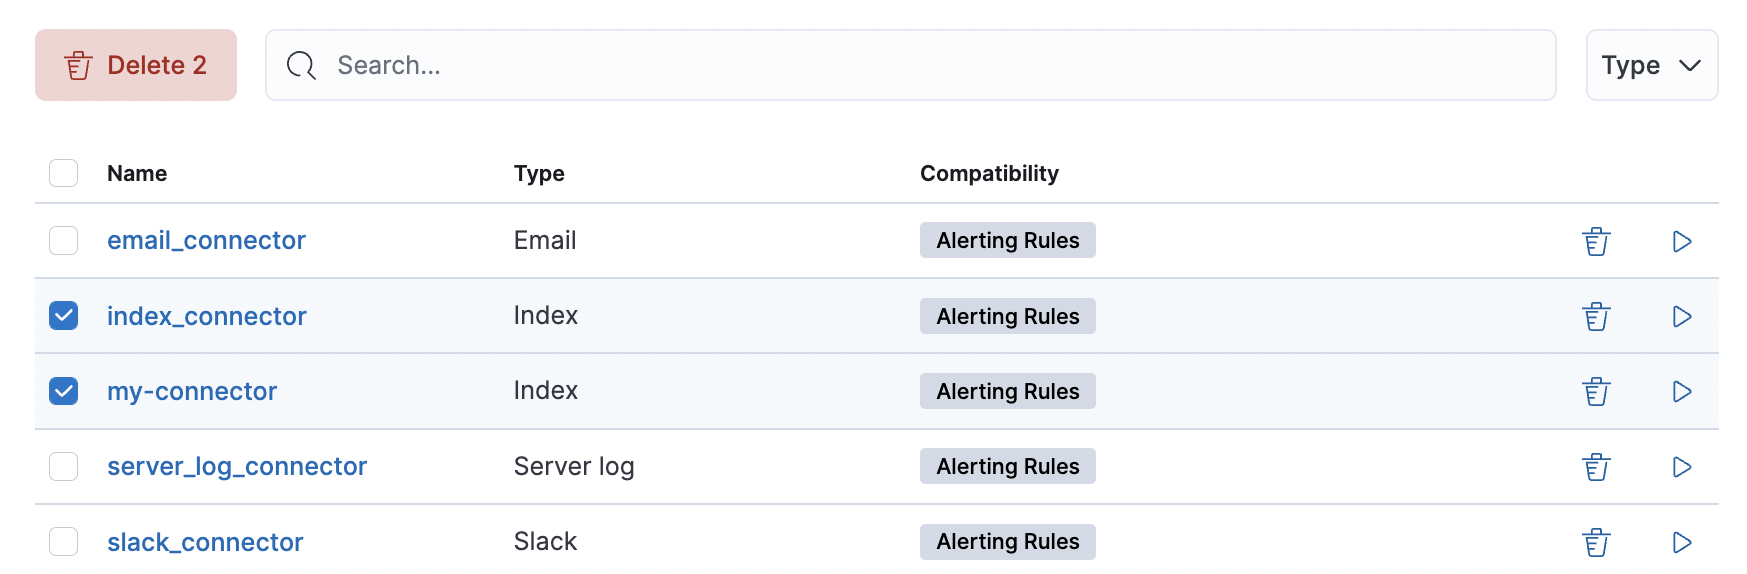 Delete 2 Search... Type
Name Type Compatibility
email_connector Email Alerting Rules
index_connector Index Alerting Rules
my-connector Index Alerting Rules
server_log_connector Server log Alerting Rules
slack_connector Slack Alerting Rules